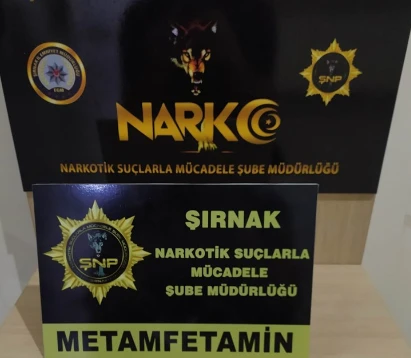 ŞNP
NARKO
NARKOTİK SUÇLARLA MÜCADELE ŞUBE MÜDÜRLÜĞÜ
ŞNP
ŞIRNAK
NARKOTİK SUÇLARLA
MÜCADELE
ŞUBE MÜDÜRLÜĞÜ
METAMFETAMİN